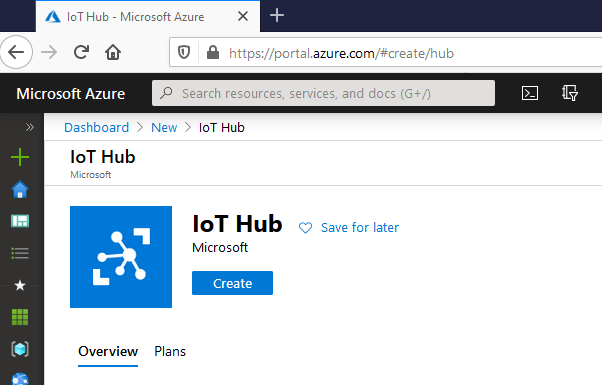 IoT Hub - Microsoft Azure
https://portal.azure.com/#create/hub
Microsoft Azure
Search resources, services, and docs (G+/)
Dashboard > New > IoT Hub
IoT Hub
Microsoft
IoT Hub
Save for later
Microsoft
Create
Overview
Plans